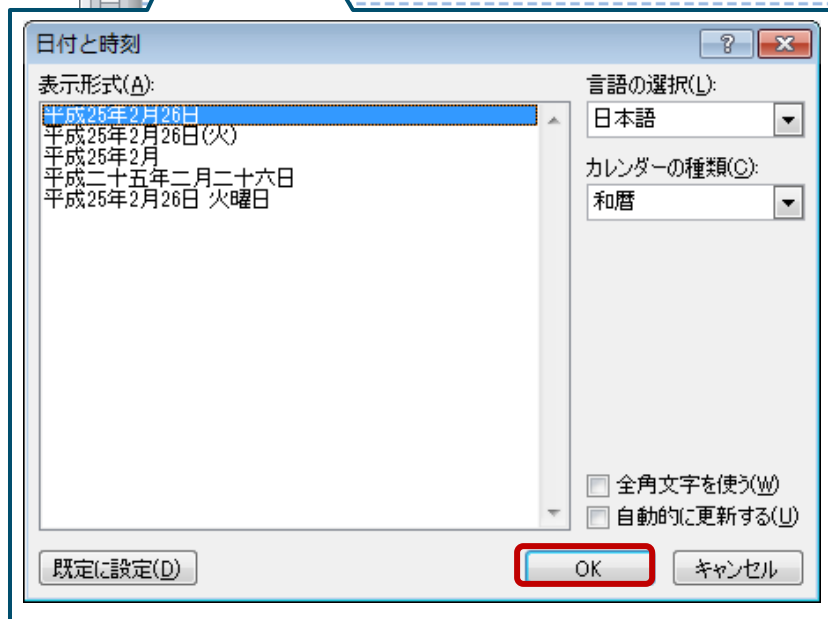 日付と時刻
表示形式(A):
平成25年2月26日
平成25年2月26日(火)
平成25年2月
平成二十五年二月二十六日
平成25年2月26日 火曜日
言語の選択(L):
日本語
カレンダーの種類(C):
和暦
全角文字を使う(W)
自動的に更新する(U)
既定に設定(D)
OK
キャンセル